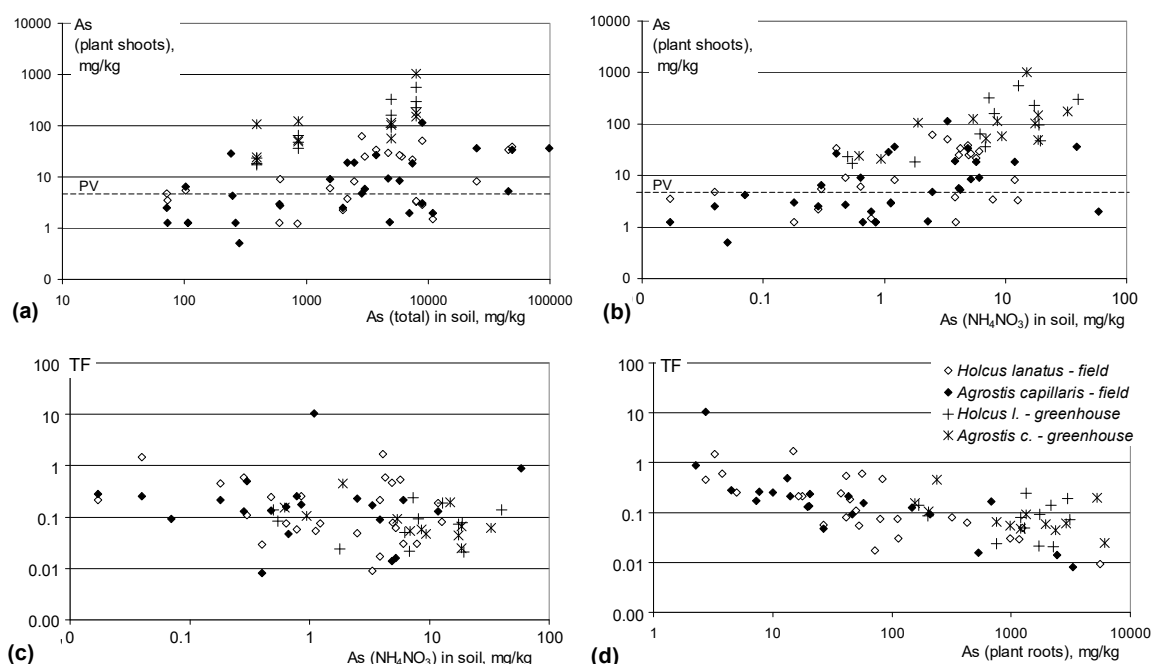 As
(plant shoots),
mg/kg
10000
1000
100
10
PV
1
0
10
100
1000
10000
100000
(a)
As (total) in soil, mg/kg
As
(plant shoots),
mg/kg
10000
1000
100
10
PV
1
0
0
0.1
1
10
100
(b)
As (NH₄NO₃) in soil, mg/kg
TF
100
10
1
0.1
0.01
0.00
0
0.1
1
10
100
(c)
As (NH₄NO₃) in soil, mg/kg
TF
100
10
1
0.1
0.01
0.00
1
10
100
1000
10000
(d)
As (plant roots), mg/kg
Holcus lanatus - field
Agrostis capillaris - field
Holcus l. - greenhouse
Agrostis c. - greenhouse